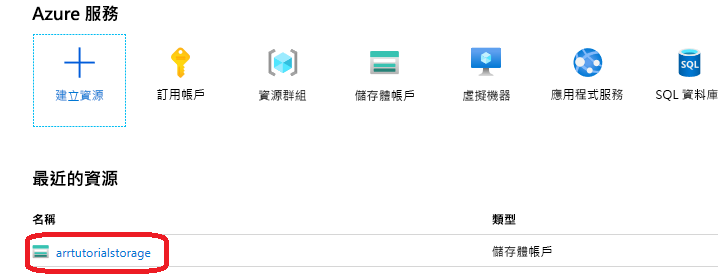 Azure 服務
建立資源 訂用帳戶 資源群組 儲存體帳戶 虛擬機器 應用程式服務 SQL 資料庫
SQL
最近的資源
名稱 類型
arrtutorialstorage 儲存體帳戶